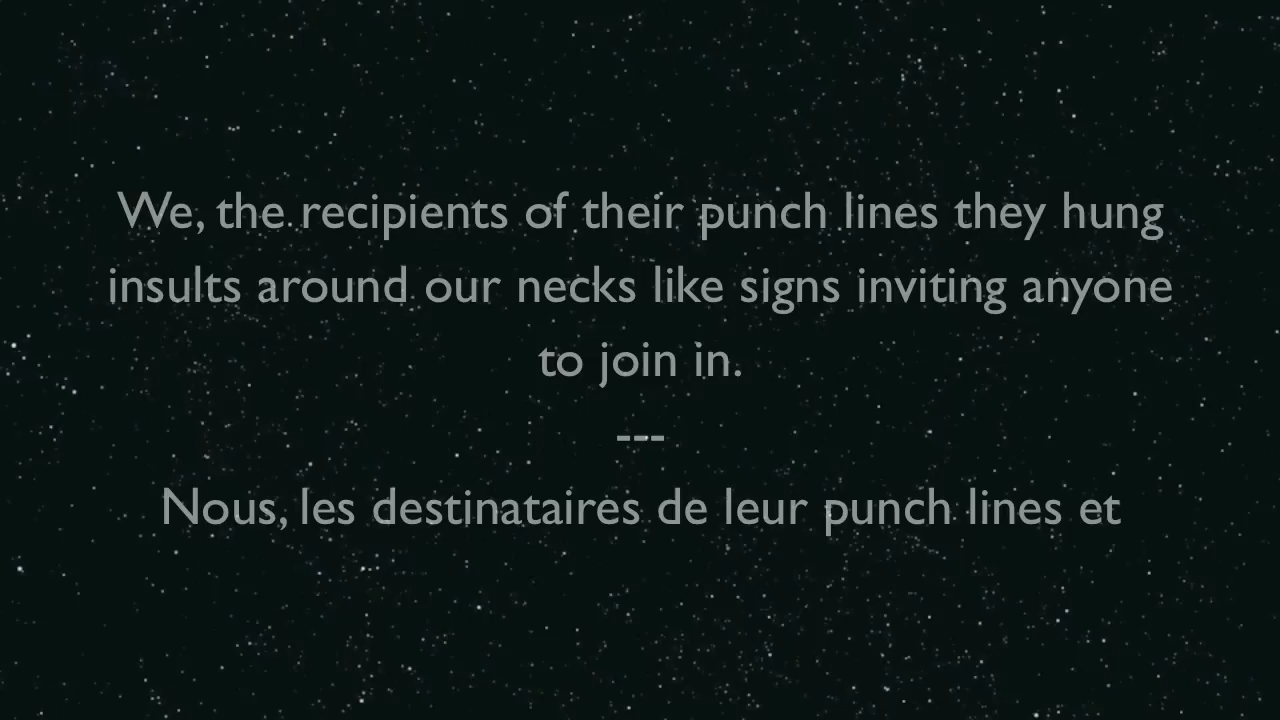 We, the recipients of their punch lines they hung
insults around our necks like signs inviting anyone
to join in.
---
Nous, les destinataires de leur punch lines et